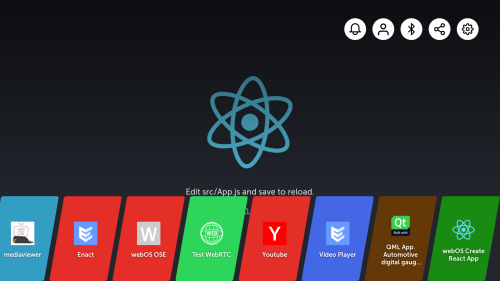 Edit src/App.js and save to reload.
mediaviewer
Enact
W
webOS OSE
WEB
Test WebRTC
Y
Youtube
Video Player
Qt
Built with
QML App.
Automotive
digital gaug...
webOS Create
React App